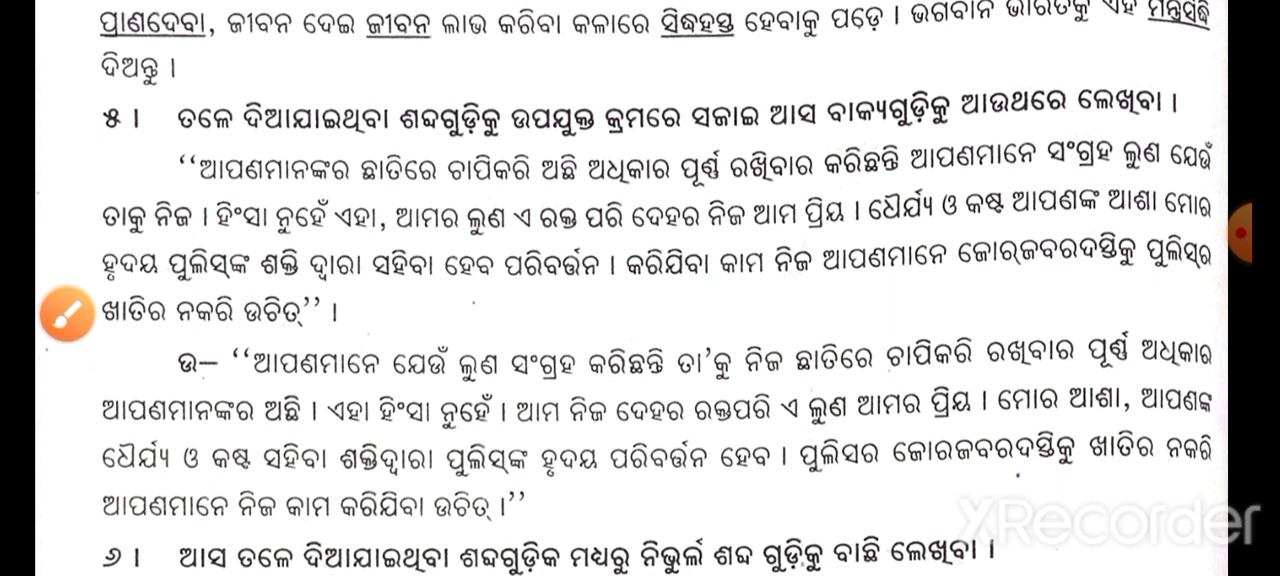 ପ୍ରାଣଦେବା, ଜୀବନ ଦେଇ ଜୀବନ ଲାଭ କରିବା କଳାରେ ସିଦ୍ଧହସ୍ତ ହେବାକୁ ପଡ଼େ । ଭଗବାନ ଭାରତକୁ ଏହି ମନ୍ତ୍ରସିଦ୍ଧି
ଦିଅନ୍ତୁ ।
୫ । ତଳେ ଦିଆଯାଇଥିବା ଶବ୍ଦଗୁଡ଼ିକୁ ଉପଯୁକ୍ତ କ୍ରମରେ ସଜାଇ ଆସ ବାକ୍ୟଗୁଡ଼ିକୁ ଆଉଥରେ ଲେଖିବା ।
‘‘ଆପଣମାନଙ୍କର ଛାତିରେ ଚାପିକରି ଅଛି ଅଧିକାର ପୂର୍ଣ୍ଣ ରଖିବାର କରିଛନ୍ତି ଆପଣମାନେ ସଂଗ୍ରହ ଲୁଣ ଯେଉଁ
ତାକୁ ନିଜ । ହିଂସା ନୁହେଁ ଏହା, ଆମର ଲୁଣ ଏ ରକ୍ତ ପରି ଦେହର ନିଜ ଆମ ପ୍ରିୟ । ଧୈର୍ଯ୍ୟ ଓ କଷ୍ଟ ଆପଣଙ୍କ ଆଶା ମୋର
ହୃଦୟ ପୁଲିସ୍‌ଙ୍କ ଶକ୍ତି ଦ୍ୱାରା ସହିବା ହେବ ପରିବର୍ତ୍ତନ । କରିଯିବା କାମ ନିଜ ଆପଣମାନେ ଜୋର୍‌ଜବରଦସ୍ତିକୁ ପୁଲିସ୍‌ର
ଖାତିର ନକରି ଉଚିତ୍’’ ।
ଉ– ‘‘ଆପଣମାନେ ଯେଉଁ ଲୁଣ ସଂଗ୍ରହ କରିଛନ୍ତି ତା’କୁ ନିଜ ଛାତିରେ ଚାପିକରି ରଖିବାର ପୂର୍ଣ୍ଣ ଅଧିକାର
ଆପଣମାନଙ୍କର ଅଛି । ଏହା ହିଂସା ନୁହେଁ । ଆମ ନିଜ ଦେହର ରକ୍ତପରି ଏ ଲୁଣ ଆମର ପ୍ରିୟ । ମୋର ଆଶା, ଆପଣଙ୍କ
ଧୈର୍ଯ୍ୟ ଓ କଷ୍ଟ ସହିବା ଶକ୍ତିଦ୍ୱାରା ପୁଲିସ୍‌ଙ୍କ ହୃଦୟ ପରିବର୍ତ୍ତନ ହେବ । ପୁଲିସର ଜୋରଜବରଦସ୍ତିକୁ ଖାତିର ନକରି
ଆପଣମାନେ ନିଜ କାମ କରିଯିବା ଉଚିତ୍ ।’’
XRecorder
୬ । ଆସ ତଳେ ଦିଆଯାଇଥିବା ଶବ୍ଦଗୁଡ଼ିକ ମଧ୍ୟରୁ ନିଭୁର୍ଲ ଶବ୍ଦ ଗୁଡ଼ିକୁ ବାଛି ଲେଖିବା ।